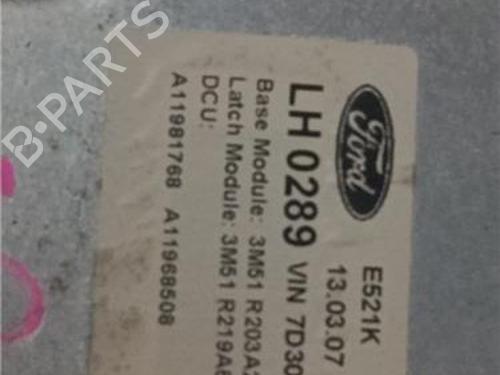 Ford
E521K
13.03.07
LH 0289 VIN 7D30
Base Module: 3M51 R203A
Latch Module: 3M51 R219A
DCU:
A11981768 A11968508
B-PARTS